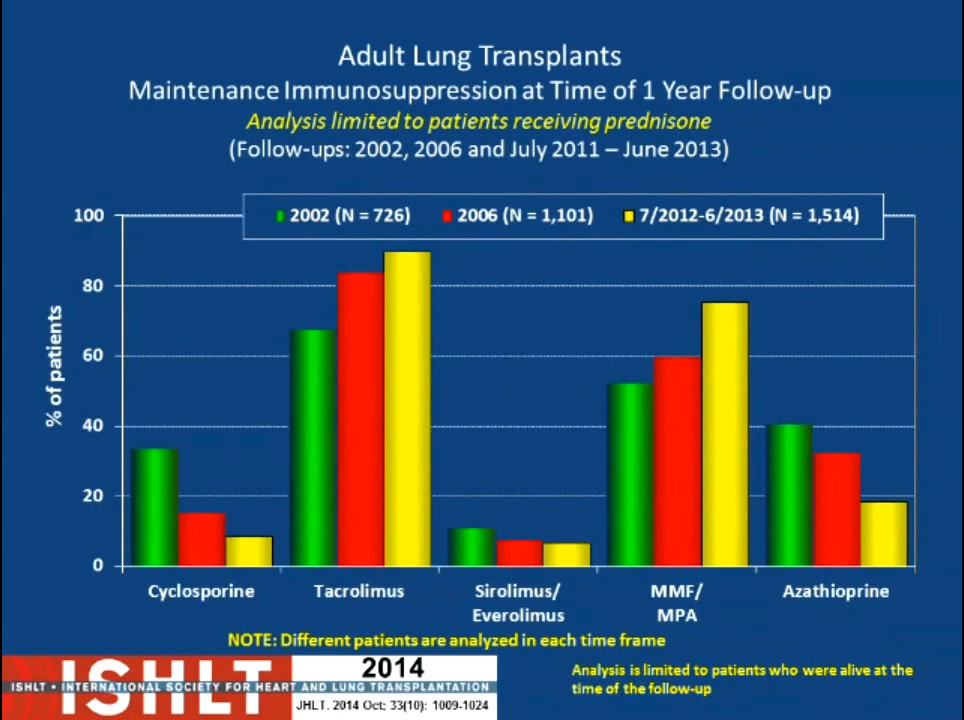 Adult Lung Transplants
Maintenance Immunosuppression at Time of 1 Year Follow-up
Analysis limited to patients receiving prednisone
(Follow-ups: 2002, 2006 and July 2011 – June 2013)
2002 (N = 726) 2006 (N = 1,101) 7/2012-6/2013 (N = 1,514)
% of patients
100
80
60
40
20
0
Cyclosporine Tacrolimus Sirolimus/ MMF/ Azathioprine
Everolimus MPA
NOTE: Different patients are analyzed in each time frame
ISHLT 2014
ISHLT • INTERNATIONAL SOCIETY FOR HEART AND LUNG TRANSPLANTATION
JHLT. 2014 Oct; 33(10): 1009-1024
Analysis is limited to patients who were alive at the
time of the follow-up